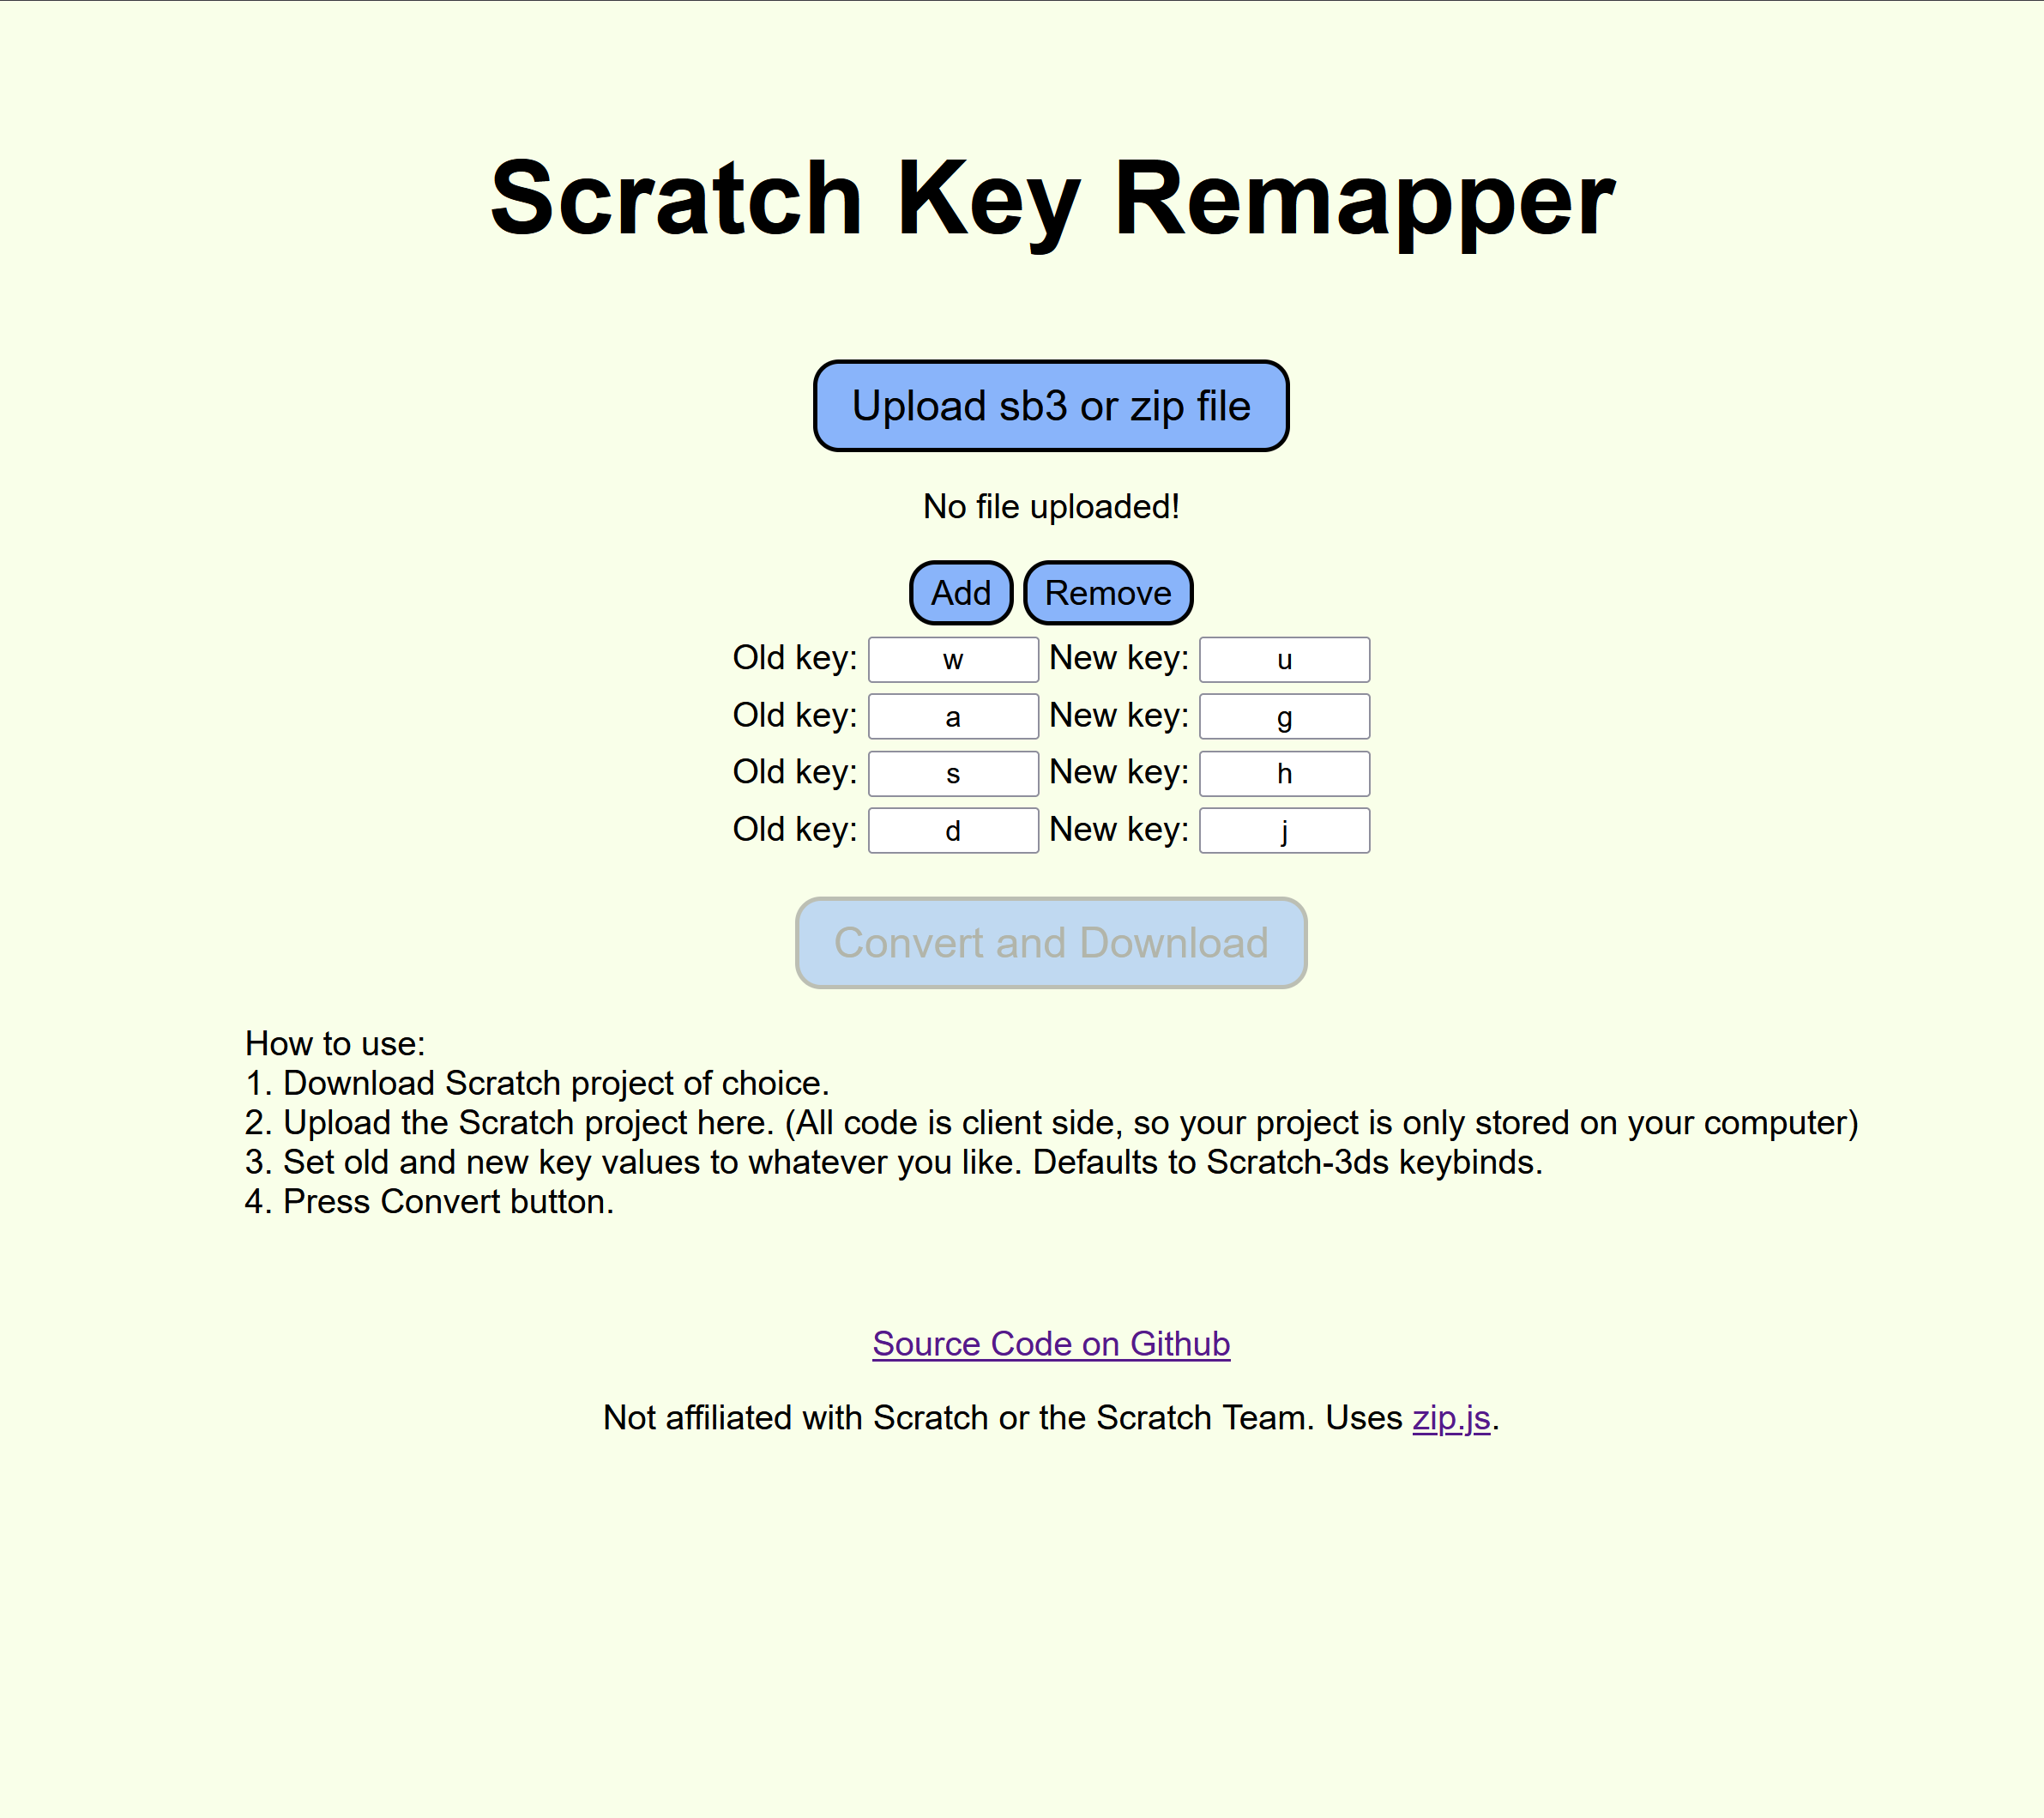 Scratch Key Remapper
Upload sb3 or zip file
No file uploaded!
Add Remove
Old key: w New key: u
Old key: a New key: g
Old key: s New key: h
Old key: d New key: j
Convert and Download
How to use:
1. Download Scratch project of choice.
2. Upload the Scratch project here. (All code is client side, so your project is only stored on your computer)
3. Set old and new key values to whatever you like. Defaults to Scratch-3ds keybinds.
4. Press Convert button.
Source Code on Github
Not affiliated with Scratch or the Scratch Team. Uses zip.js.